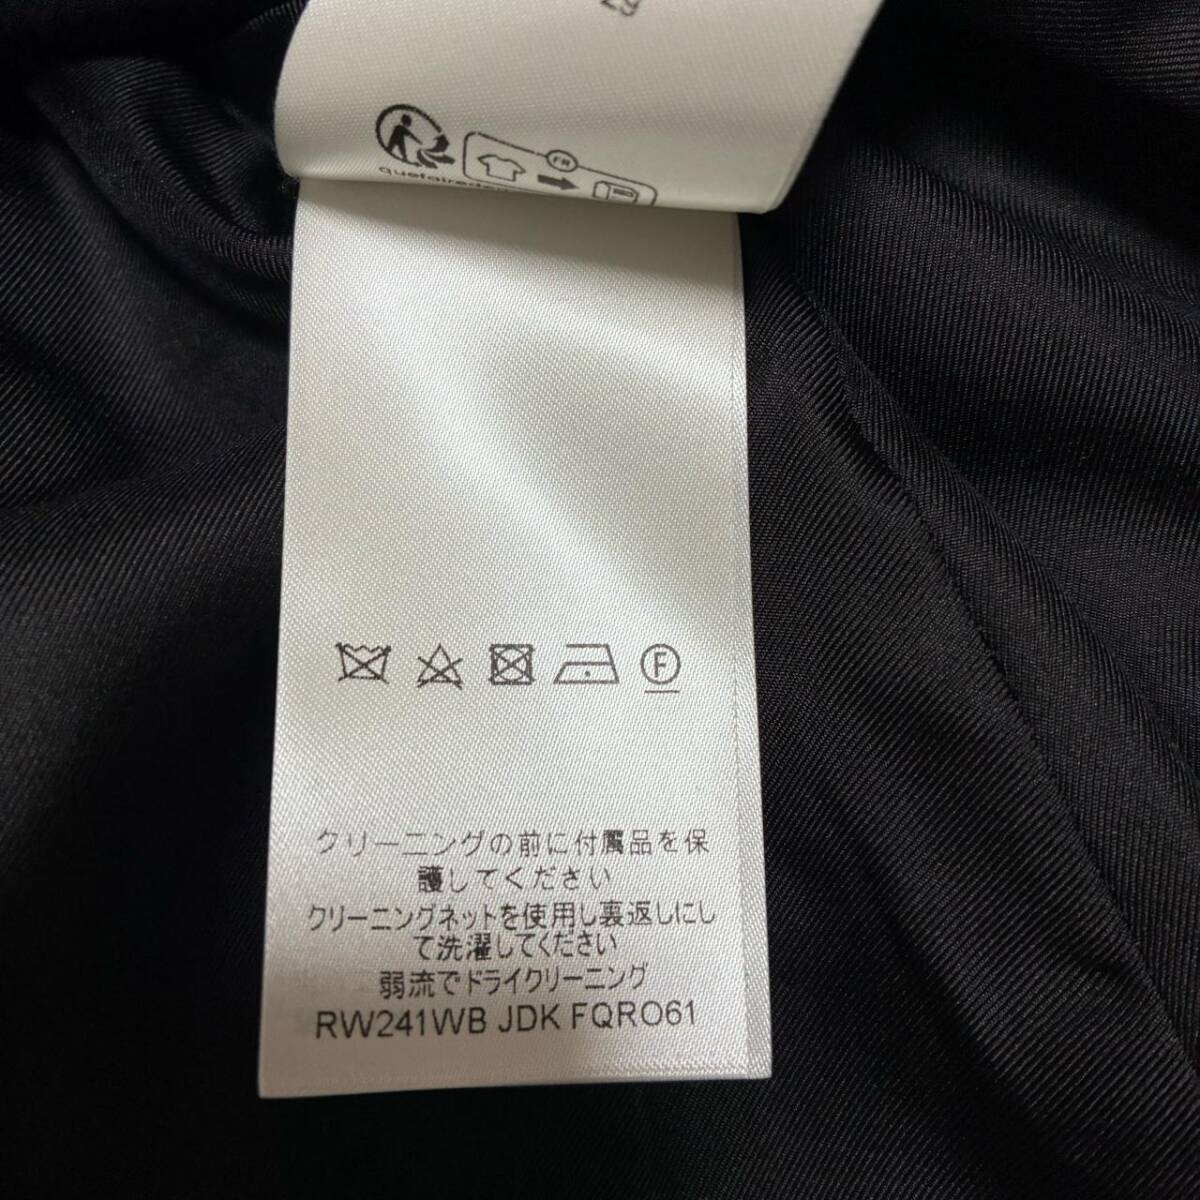 FR
quefairede
F
クリーニングの前に付属品を保
護してください
クリーニングネットを使用し裏返しにし
て洗濯してください
弱流でドライクリーニング
RW241WB JDK FQRO61